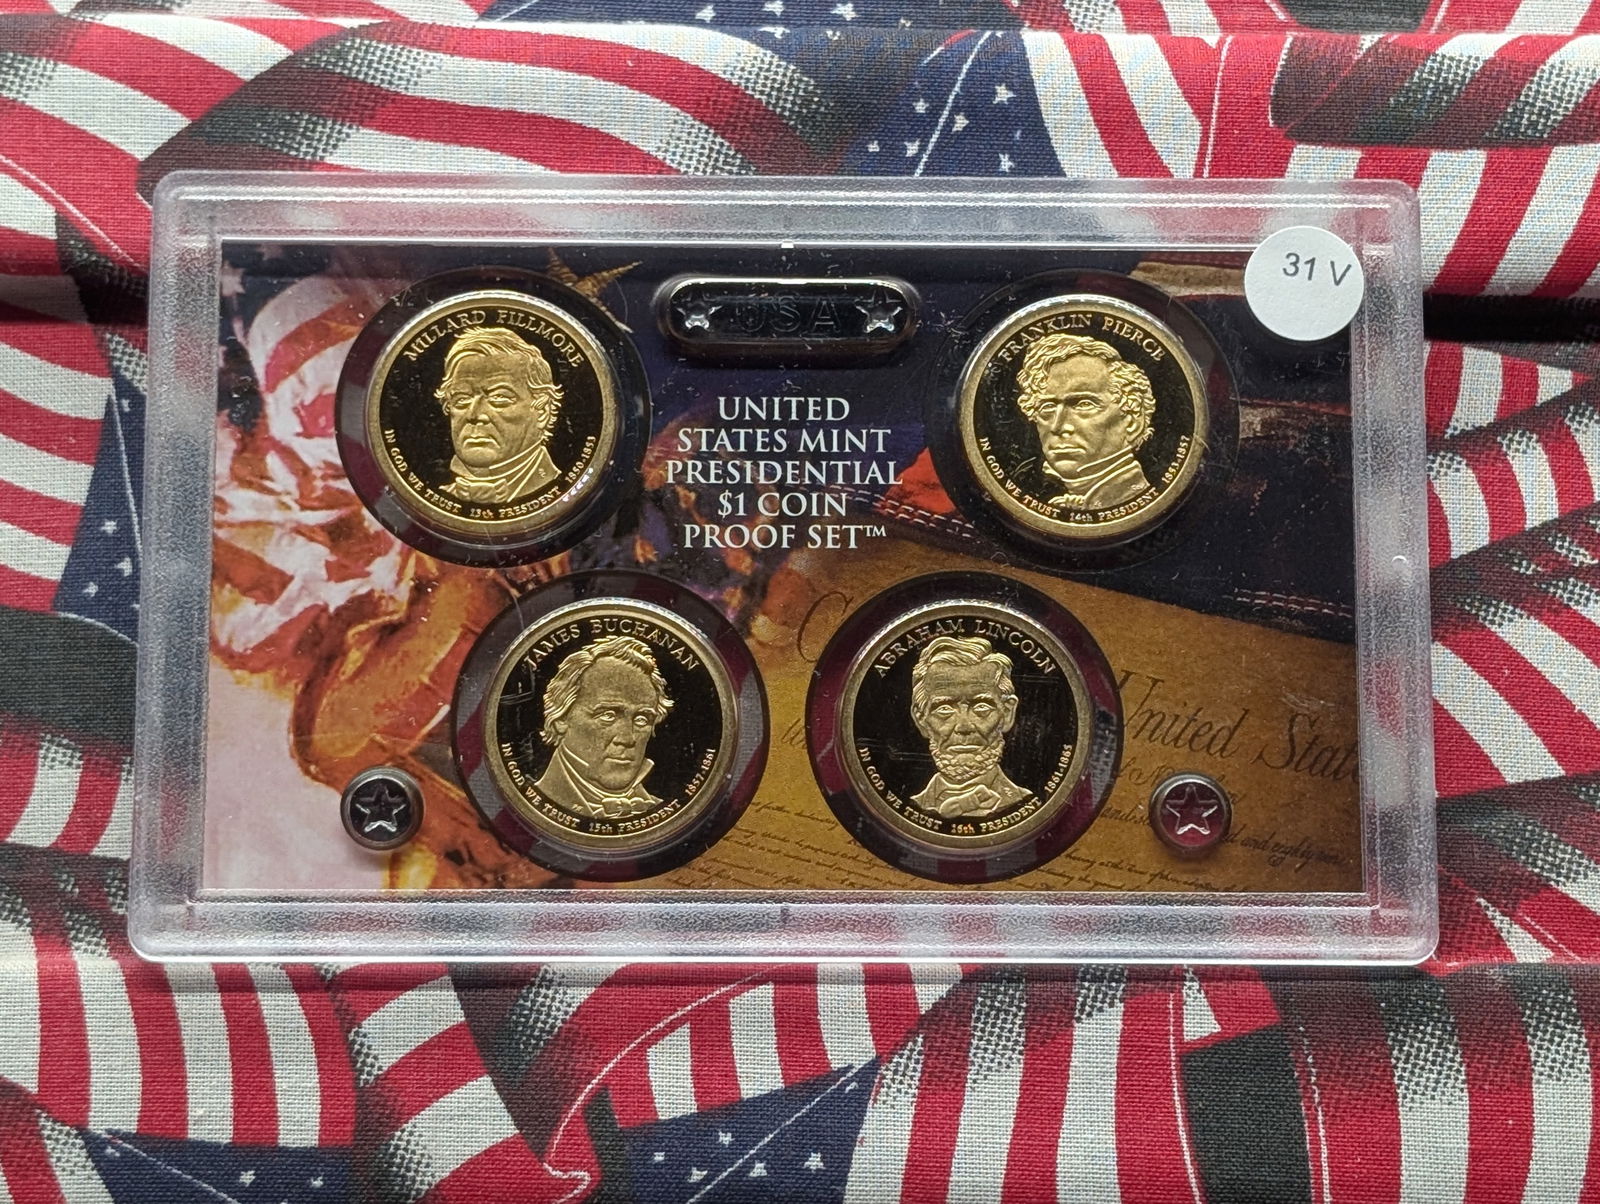 31 V
USA
UNITED
STATES MINT
PRESIDENTIAL
$1 COIN
PROOF SET™
MILLARD FILLMORE
IN GOD WE TRUST 13th PRESIDENT 1850-1853
FRANKLIN PIERCE
IN GOD WE TRUST 14th PRESIDENT 1853-1857
JAMES BUCHANAN
IN GOD WE TRUST 15th PRESIDENT 1857-1861
ABRAHAM LINCOLN
IN GOD WE TRUST 16th PRESIDENT 1861-1865
United State